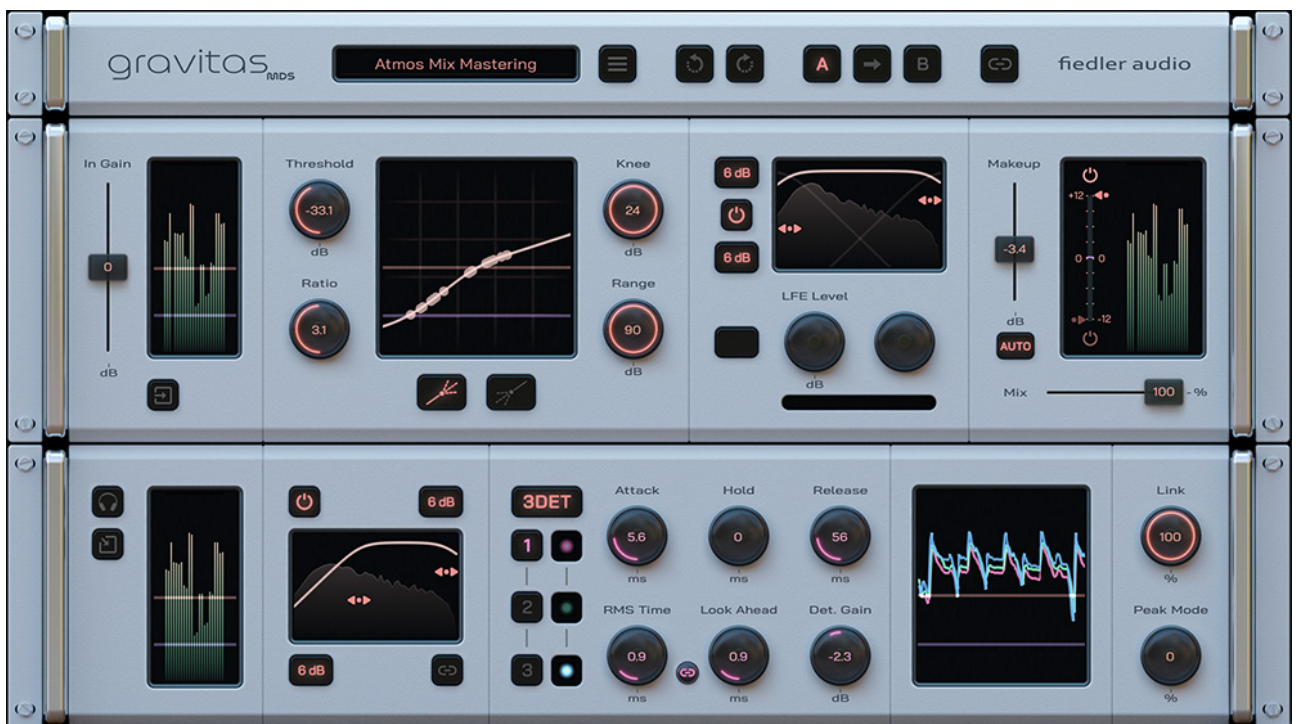 gravitas MDS
Atmos Mix Mastering
A
B
fiedler audio
In Gain
0
dB
Threshold
-33.1
dB
Ratio
3.1
Knee
24
dB
Range
90
dB
6 dB
6 dB
LFE Level
dB
Makeup
-3.4
dB
AUTO
+12
0 0
-12
Mix
100 - %
6 dB
6 dB
3DET
1
2
3
Attack
5.6
ms
Hold
0
ms
Release
56
ms
RMS Time
0.9
ms
Look Ahead
0.9
ms
Det. Gain
-2.3
dB
Link
100
%
Peak Mode
0
%